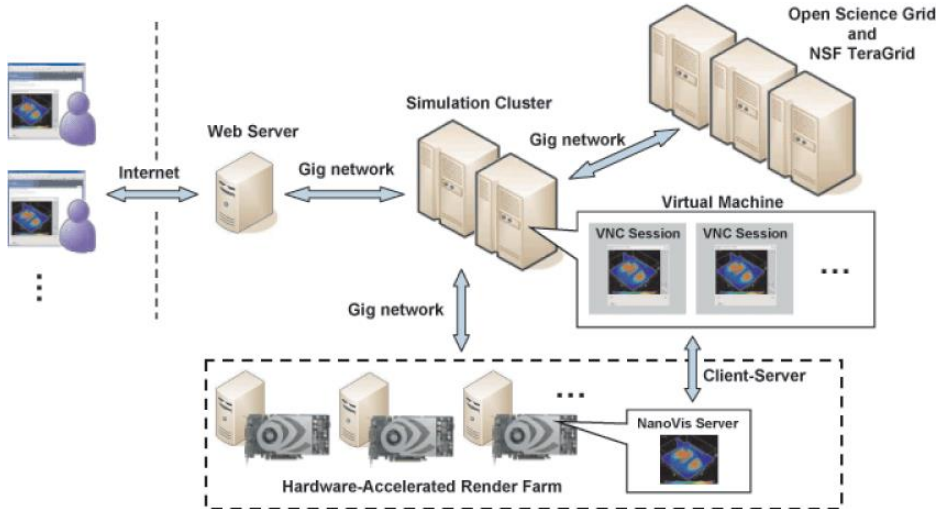 Open Science Grid
and
NSF TeraGrid
Simulation Cluster
Web Server
Gig network
Internet
Gig network
Virtual Machine
VNC Session
VNC Session
...
Gig network
Client-Server
...
NanoVis Server
Hardware-Accelerated Render Farm